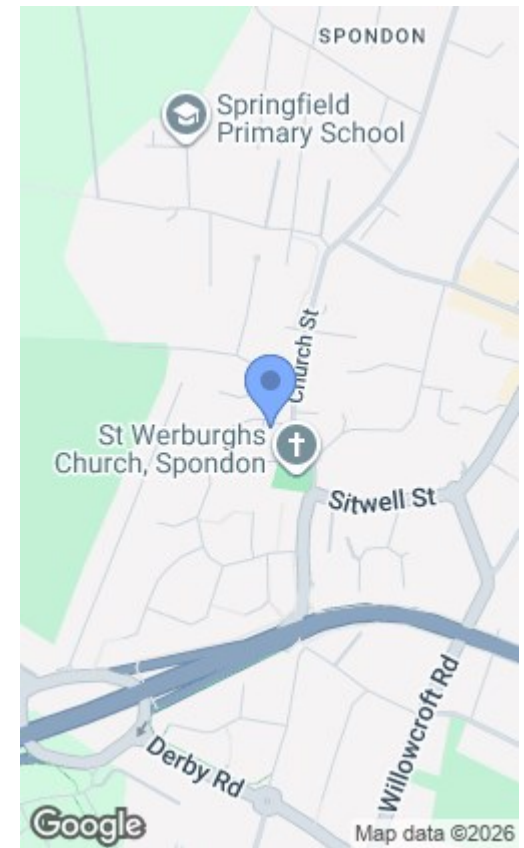 SPONDON
Springfield
Primary School
Church St
St Werburghs
Church, Spondon
Sitwell St
Willowcroft Rd
Derby Rd
Google
Map data ©2026